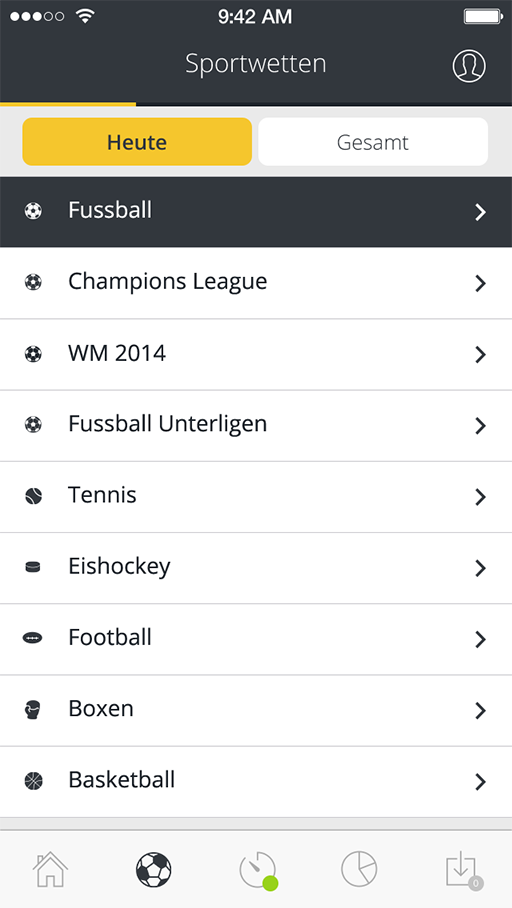 9:42 AM
Sportwetten
Heute
Gesamt
Fussball
Champions League
WM 2014
Fussball Unterligen
Tennis
Eishockey
Football
Boxen
Basketball
0